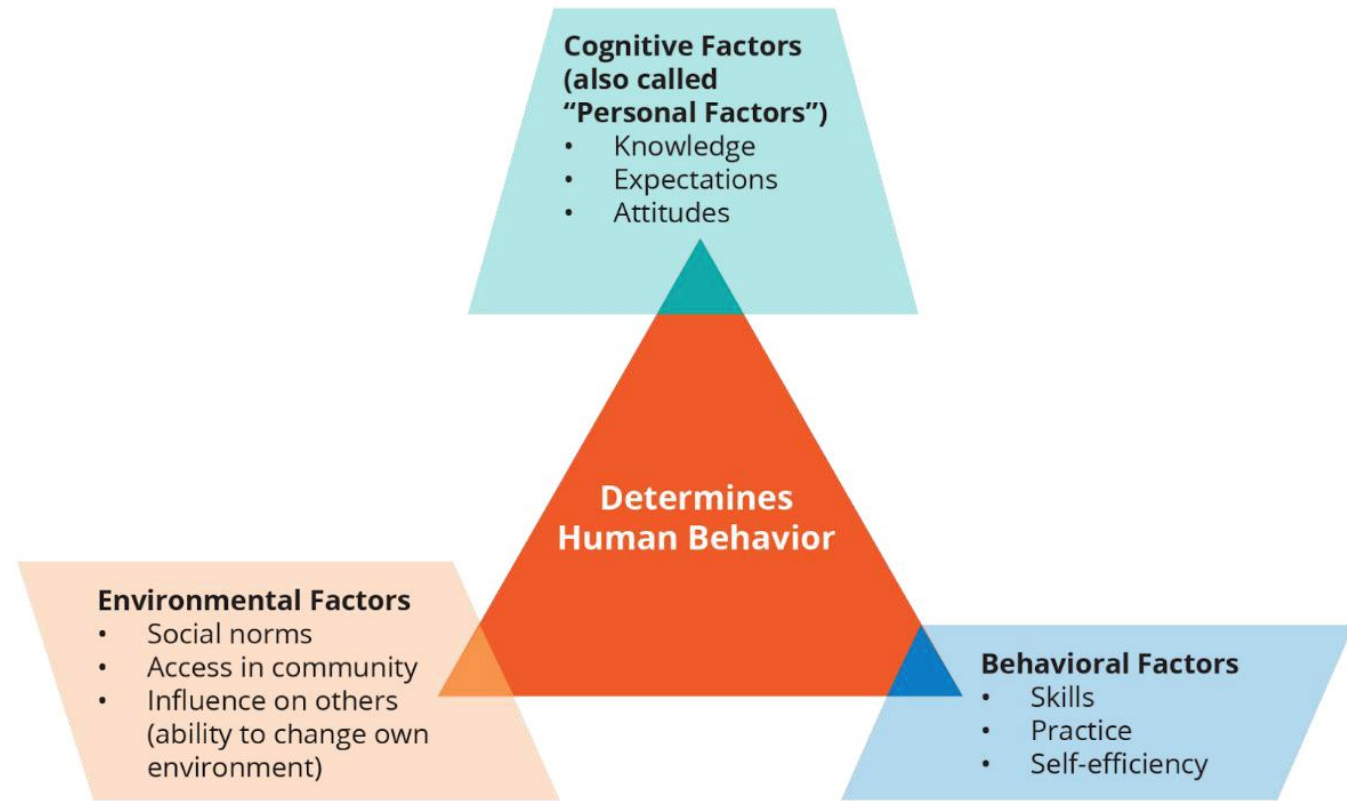 Cognitive Factors
(also called
“Personal Factors”)
• Knowledge
• Expectations
• Attitudes
Determines
Human Behavior
Environmental Factors
• Social norms
• Access in community
• Influence on others
(ability to change own
environment)
Behavioral Factors
• Skills
• Practice
• Self-efficiency